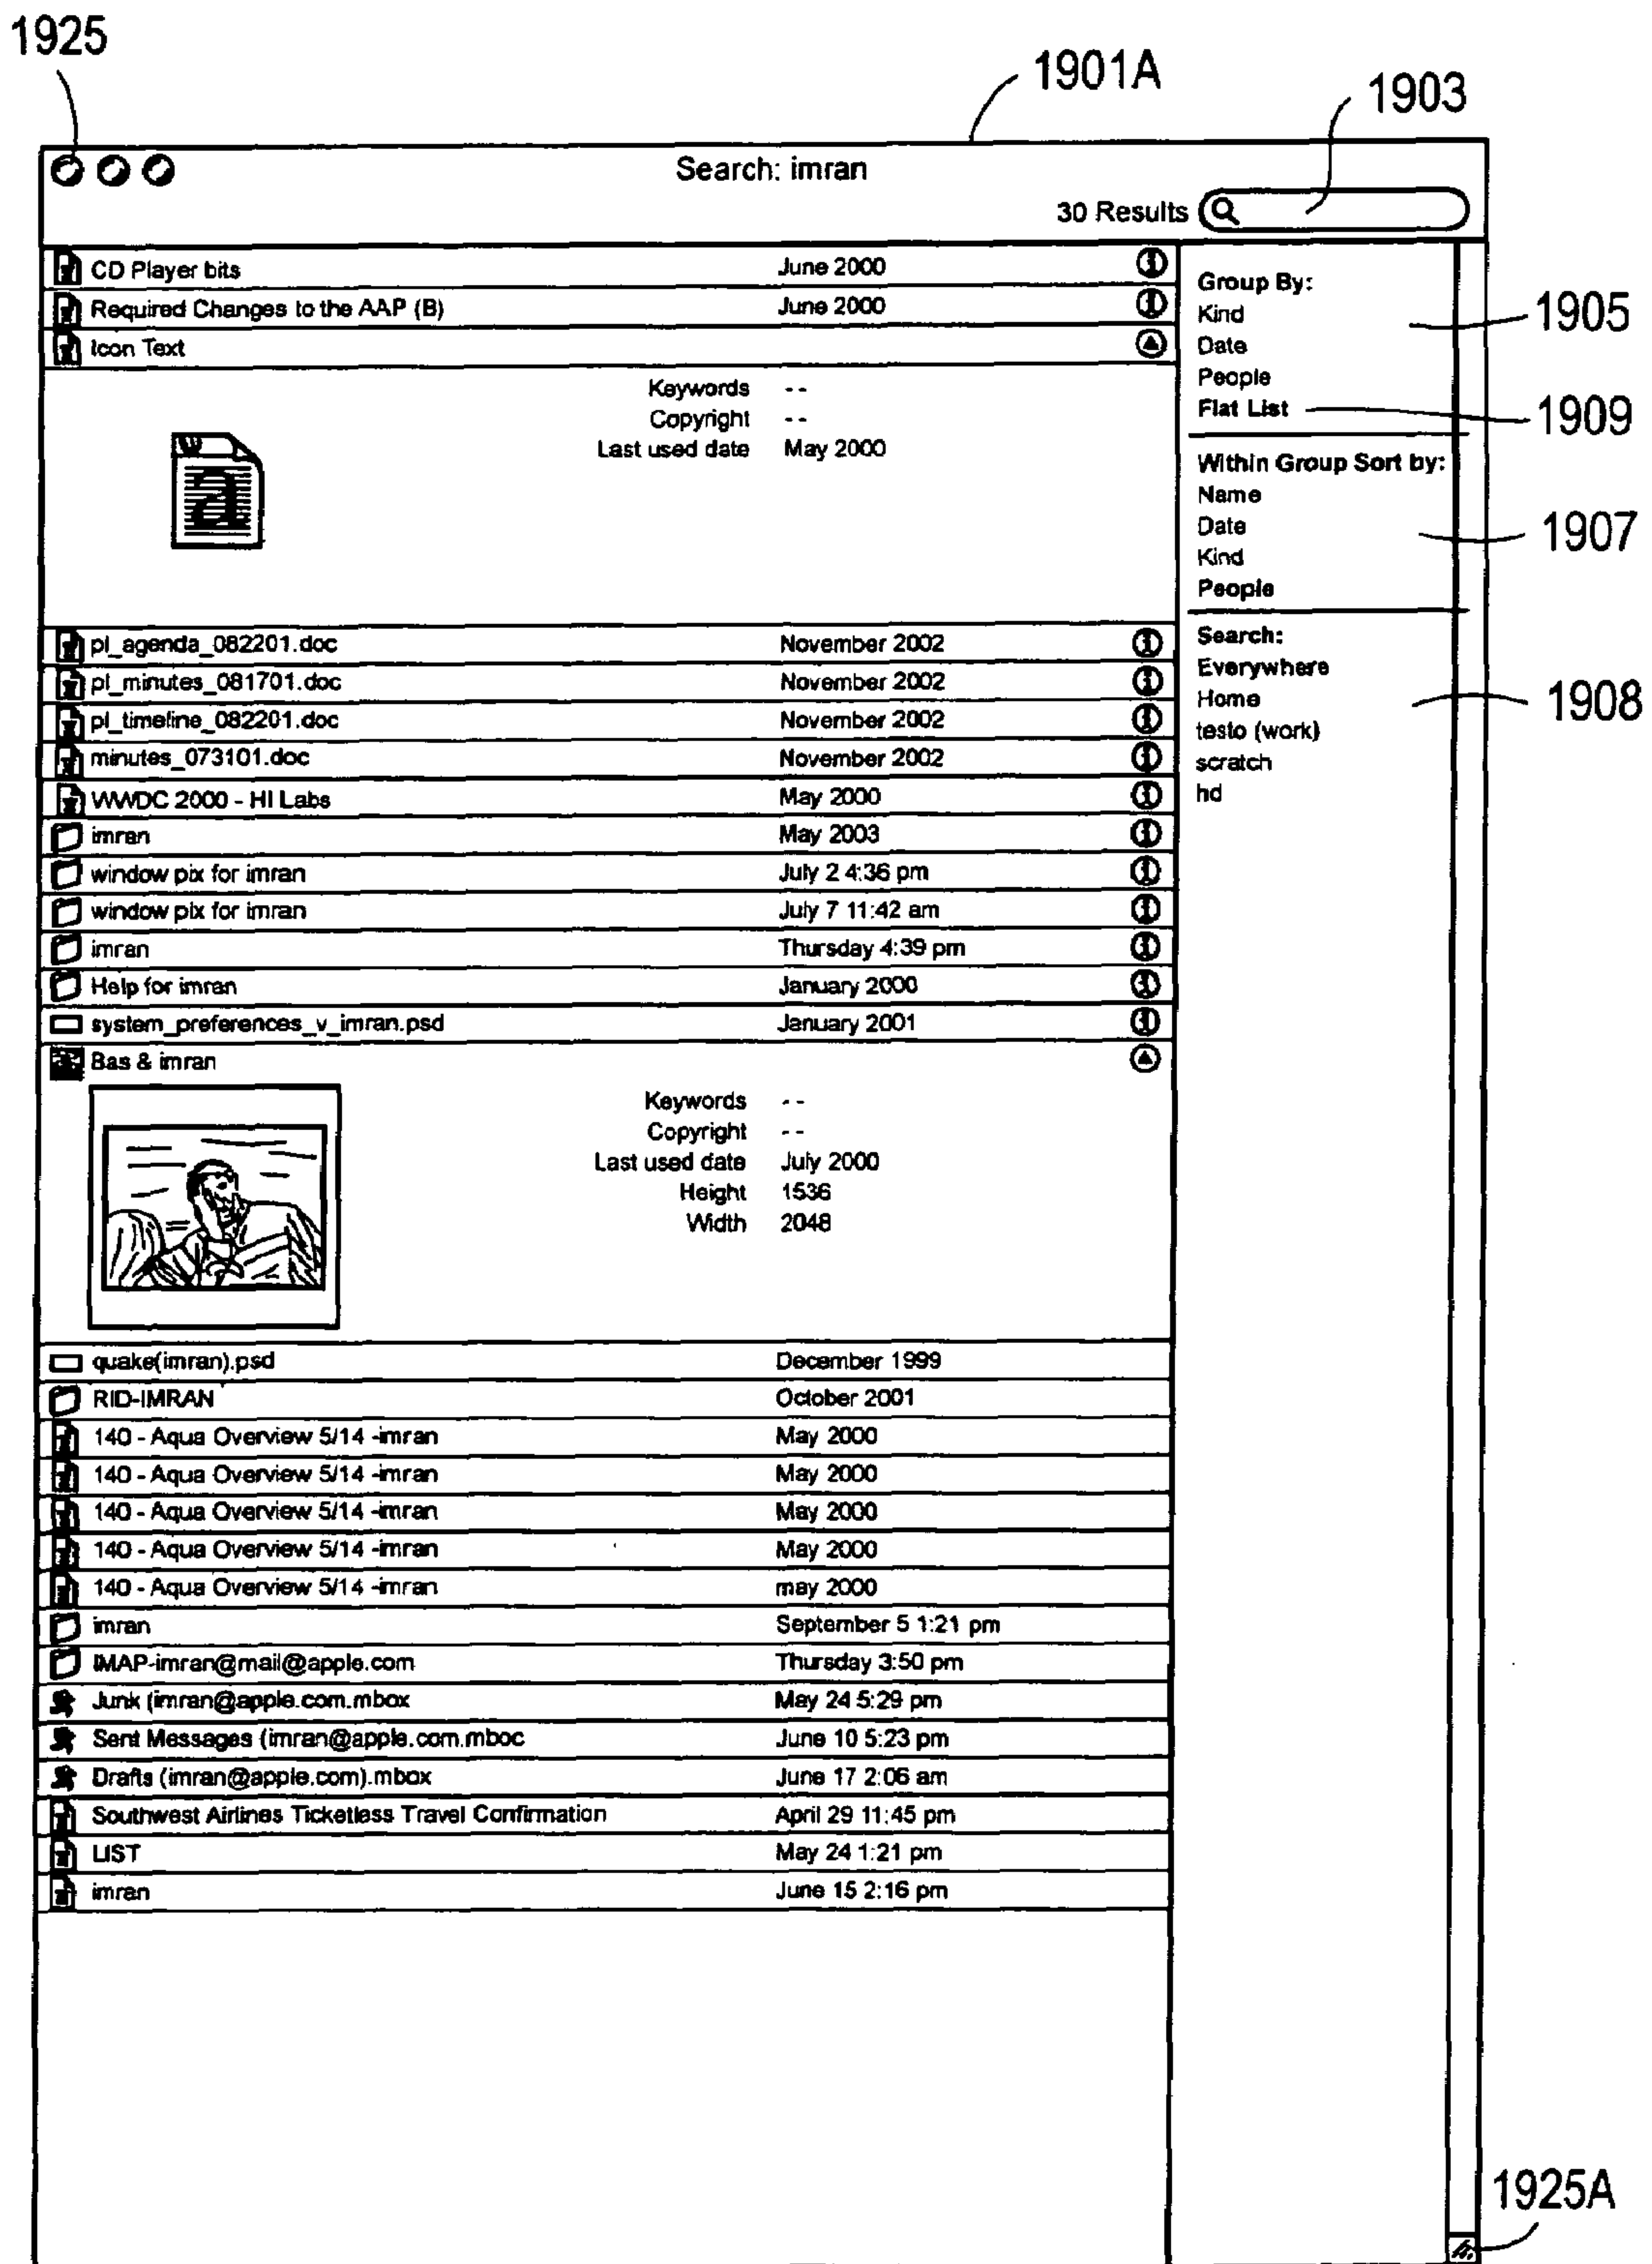 1925
1901A
1903
Search: imran
30 Results
CD Player bits June 2000
Required Changes to the AAP (B) June 2000
Icon Text
Keywords --
Copyright --
Last used date May 2000
pl_agenda_082201.doc November 2002
pl_minutes_081701.doc November 2002
pl_timeline_082201.doc November 2002
minutes_073101.doc November 2002
WWDC 2000 - HI Labs May 2000
imran May 2003
window pix for imran July 2 4:36 pm
window pix for imran July 7 11:42 am
imran Thursday 4:39 pm
Help for imran January 2000
system_preferences_v_imran.psd January 2001
Bas & imran
Keywords --
Copyright --
Last used date July 2000
Height 1536
Width 2048
quake(imran).psd December 1999
RID-IMRAN October 2001
140 - Aqua Overview 5/14 -imran May 2000
140 - Aqua Overview 5/14 -imran May 2000
140 - Aqua Overview 5/14 -imran May 2000
140 - Aqua Overview 5/14 -imran May 2000
140 - Aqua Overview 5/14 -imran may 2000
imran September 5 1:21 pm
IMAP-imran@mail@apple.com Thursday 3:50 pm
Junk (imran@apple.com.mbox May 24 5:29 pm
Sent Messages (imran@apple.com.mboc June 10 5:23 pm
Drafts (imran@apple.com).mbox June 17 2:06 am
Southwest Airlines Ticketless Travel Confirmation April 29 11:45 pm
LIST May 24 1:21 pm
imran June 15 2:16 pm
Group By:
Kind
Date
People
Flat List
1905
1909
Within Group Sort by:
Name
Date
Kind
People
1907
Search:
Everywhere
Home
testo (work)
scratch
hd
1908
1925A